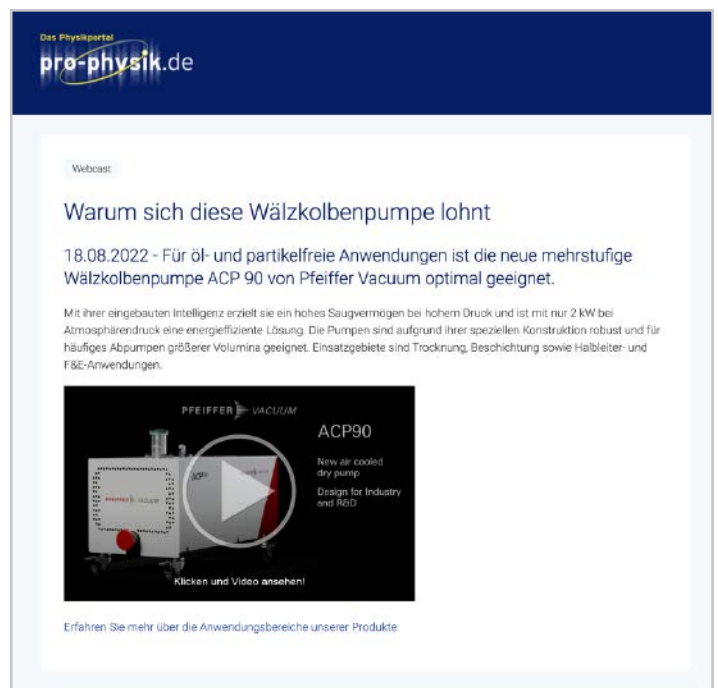 Das Physikportal
pro-physik.de
Webcast
Warum sich diese Wälzkolbenpumpe lohnt
18.08.2022 - Für öl- und partikelfreie Anwendungen ist die neue mehrstufige
Wälzkolbenpumpe ACP 90 von Pfeiffer Vacuum optimal geeignet.
Mit ihrer eingebauten Intelligenz erzielt sie ein hohes Saugvermögen bei hohem Druck und ist mit nur 2 kW bei
Atmosphärendruck eine energieffiziente Lösung. Die Pumpen sind aufgrund ihrer speziellen Konstruktion robust und für
häufiges Abpumpen größerer Volumina geeignet. Einsatzgebiete sind Trocknung, Beschichtung sowie Halbleiter- und
F&E-Anwendungen.
PFEIFFER VACUUM
ACP90
New air cooled
dry pump
Design for Industry
and R&D
PFEIFFER VACUUM
Klicken und Video ansehen!
Erfahren Sie mehr über die Anwendungsbereiche unserer Produkte